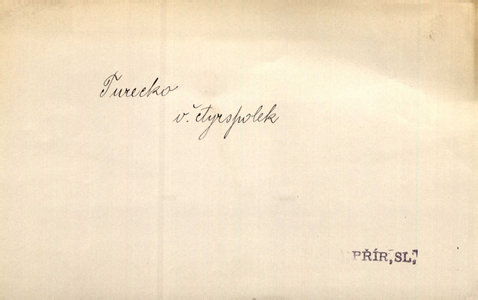 Turecko
v. čtyrspolek
PŘÍR, SL,